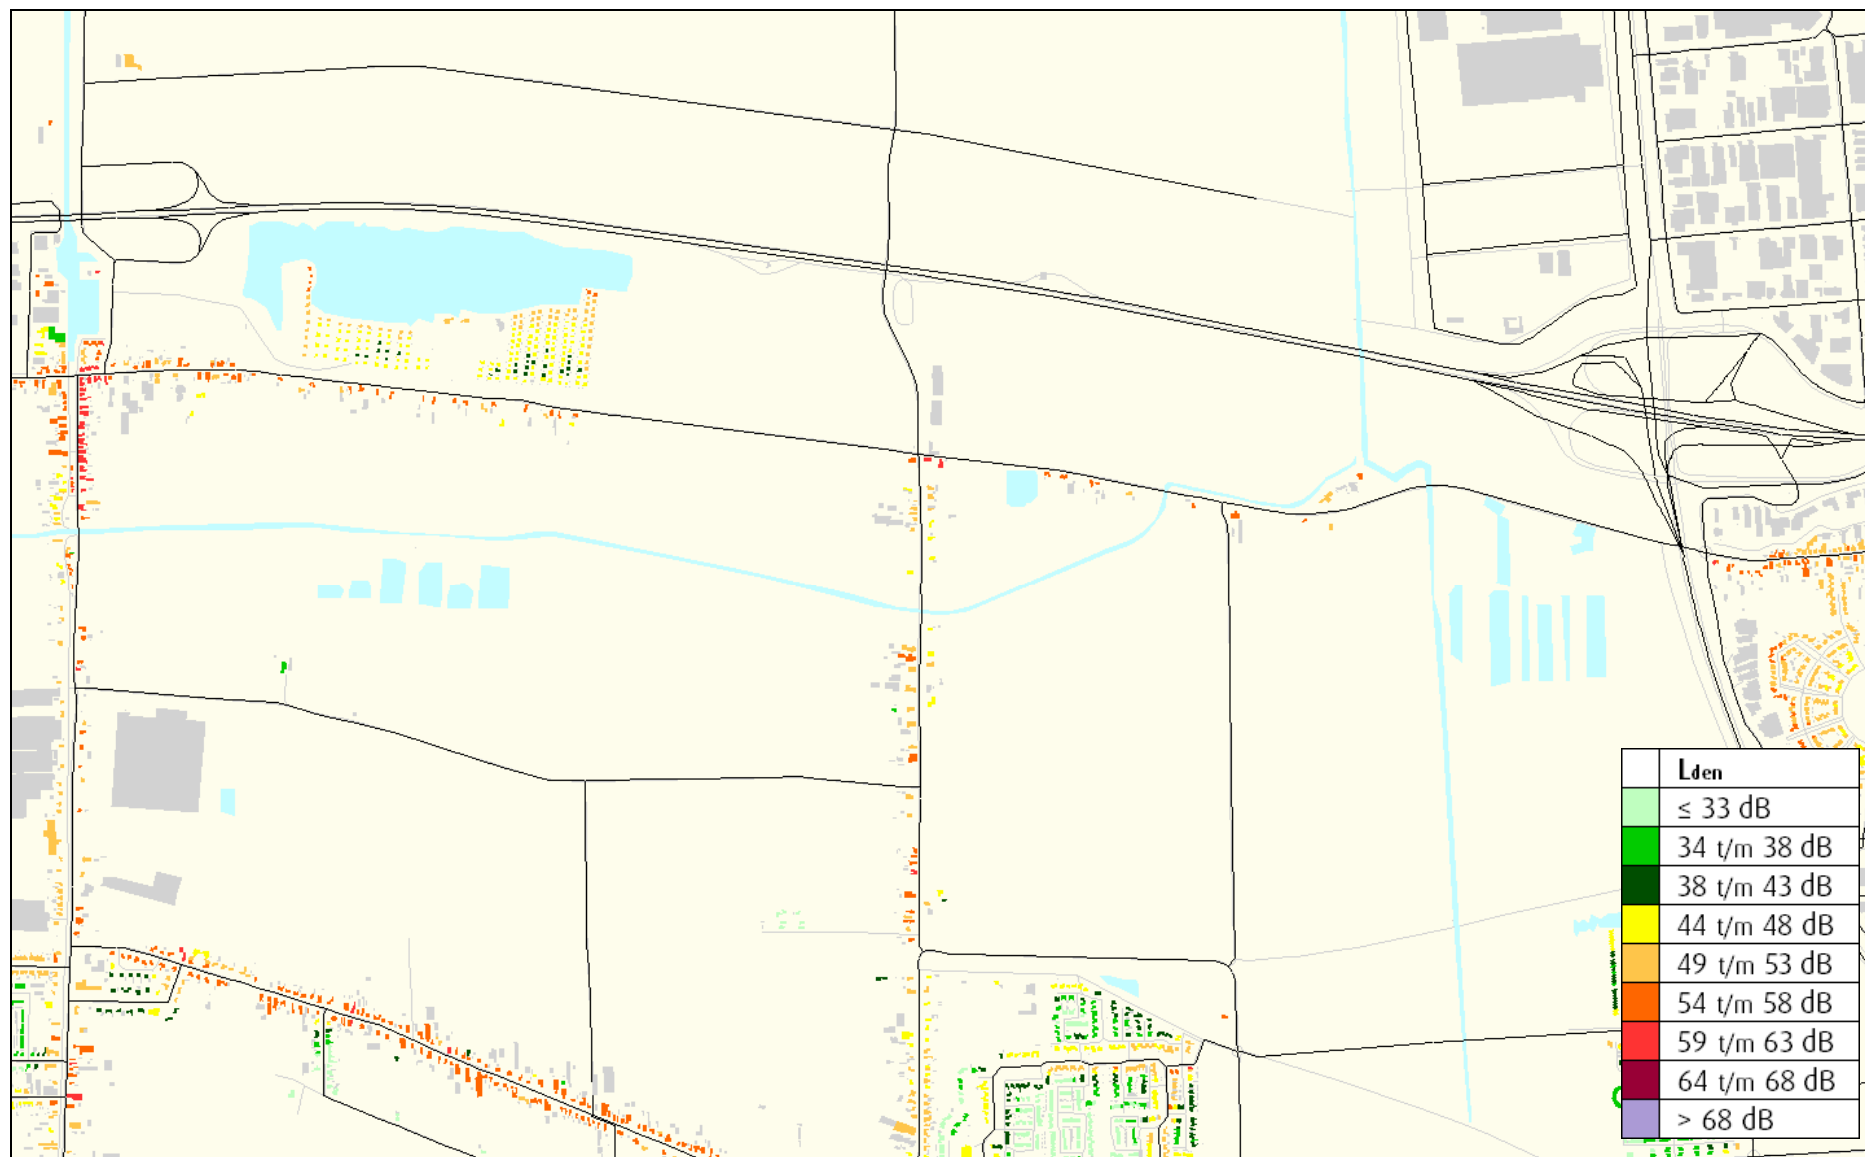 Lden
≤ 33 dB
34 t/m 38 dB
38 t/m 43 dB
44 t/m 48 dB
49 t/m 53 dB
54 t/m 58 dB
59 t/m 63 dB
64 t/m 68 dB
> 68 dB